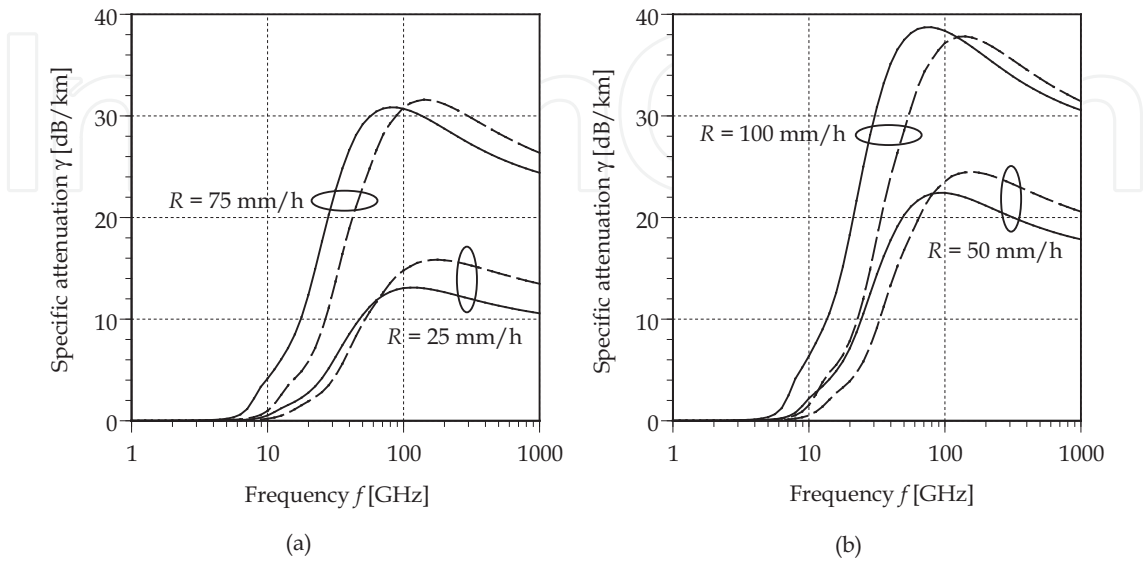 Specific attenuation γ [dB/km]
40
30
20
10
0
R = 75 mm/h
R = 25 mm/h
1 10 100 1000
Frequency f [GHz]
(a)
Specific attenuation γ [dB/km]
40
30
20
10
0
R = 100 mm/h
R = 50 mm/h
1 10 100 1000
Frequency f [GHz]
(b)